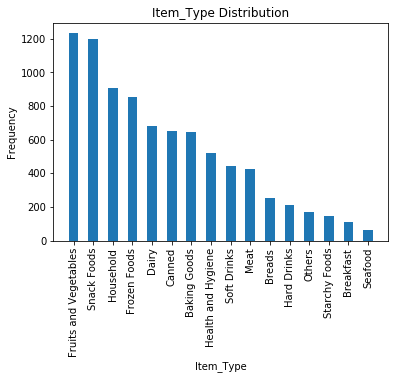 Item_Type Distribution
Frequency
1200
1000
800
600
400
200
0
Fruits and Vegetables
Snack Foods
Household
Frozen Foods
Dairy
Canned
Baking Goods
Health and Hygiene
Soft Drinks
Meat
Breads
Hard Drinks
Others
Starchy Foods
Breakfast
Seafood
Item_Type